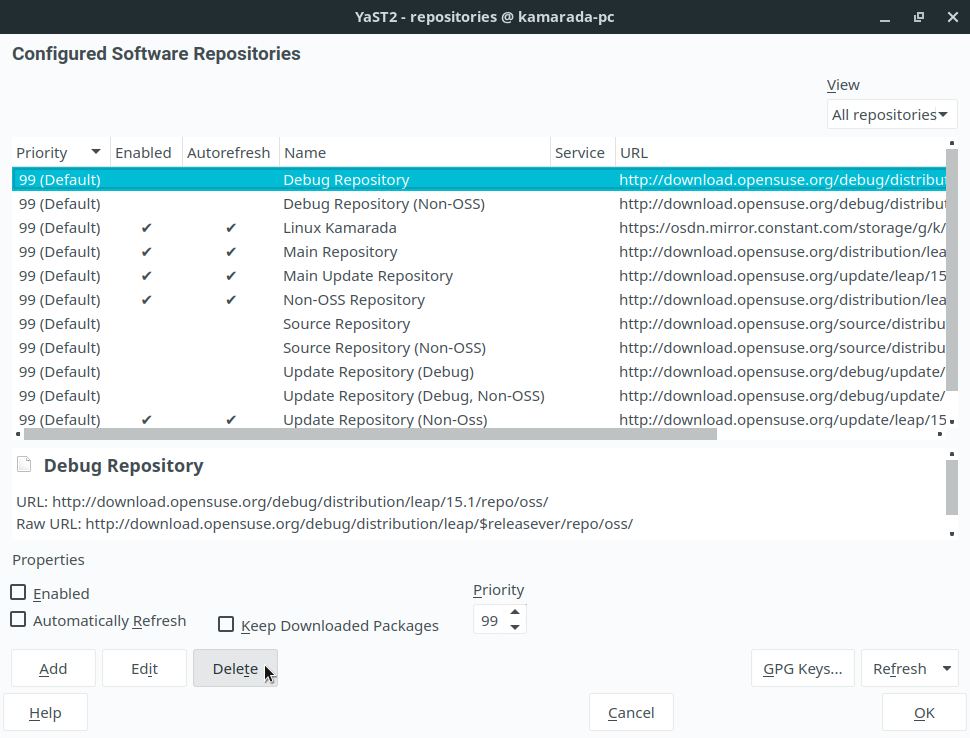 YaST2 - repositories @ kamarada-pc
Configured Software Repositories
View
All repositories
Priority Enabled Autorefresh Name Service URL
99 (Default) Debug Repository http://download.opensuse.org/debug/distribut
99 (Default) Debug Repository (Non-OSS) http://download.opensuse.org/debug/distribut
99 (Default) ✔ ✔ Linux Kamarada https://osdn.mirror.constant.com/storage/g/k/
99 (Default) ✔ ✔ Main Repository http://download.opensuse.org/distribution/lea
99 (Default) ✔ ✔ Main Update Repository http://download.opensuse.org/update/leap/15
99 (Default) ✔ ✔ Non-OSS Repository http://download.opensuse.org/distribution/lea
99 (Default) Source Repository http://download.opensuse.org/source/distribu
99 (Default) Source Repository (Non-OSS) http://download.opensuse.org/source/distribu
99 (Default) Update Repository (Debug) http://download.opensuse.org/debug/update/
99 (Default) Update Repository (Debug, Non-OSS) http://download.opensuse.org/debug/update/
99 (Default) ✔ ✔ Update Repository (Non-Oss) http://download.opensuse.org/update/leap/15
Debug Repository
URL: http://download.opensuse.org/debug/distribution/leap/15.1/repo/oss/
Raw URL: http://download.opensuse.org/debug/distribution/leap/$releasever/repo/oss/
Properties
Enabled
Priority
Automatically Refresh
Keep Downloaded Packages
99
Add Edit Delete GPG Keys... Refresh
Help Cancel OK